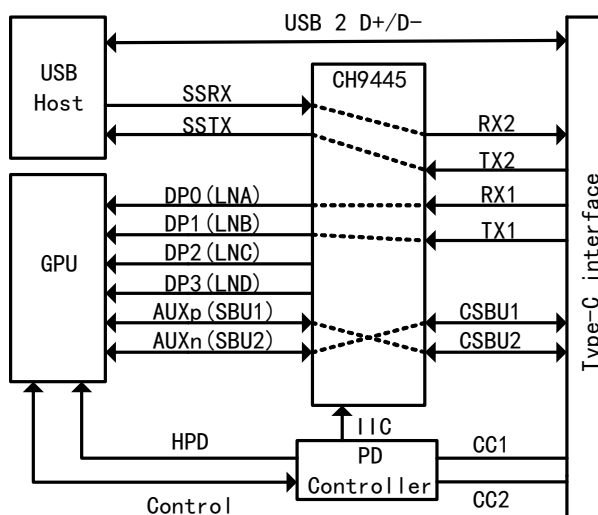 USB 2 D+/D-
USB
Host
CH9445
SSRX
SSTX
RX2
TX2
GPU
DP0(LNA)
DP1(LNB)
DP2(LNC)
DP3(LND)
AUXp(SBU1)
AUXn(SBU2)
RX1
TX1
CSBU1
CSBU2
Type-C interface
IIC
HPD
PD
Controller
CC1
CC2
Control